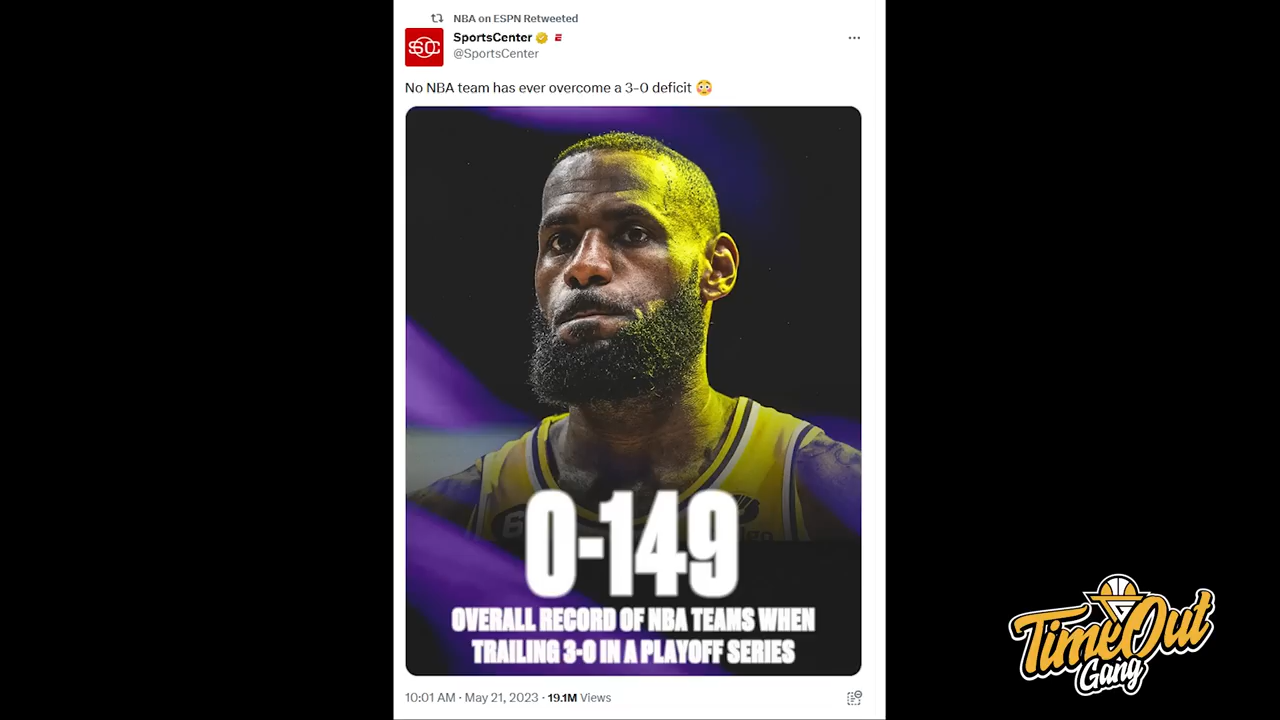 NBA on ESPN Retweeted
SportsCenter
@SportsCenter
No NBA team has ever overcome a 3-0 deficit 😳
0-149
OVERALL RECORD OF NBA TEAMS WHEN
TRAILING 3-0 IN A PLAYOFF SERIES
10:01 AM · May 21, 2023 · 19.1M Views
TimeOut
Gang